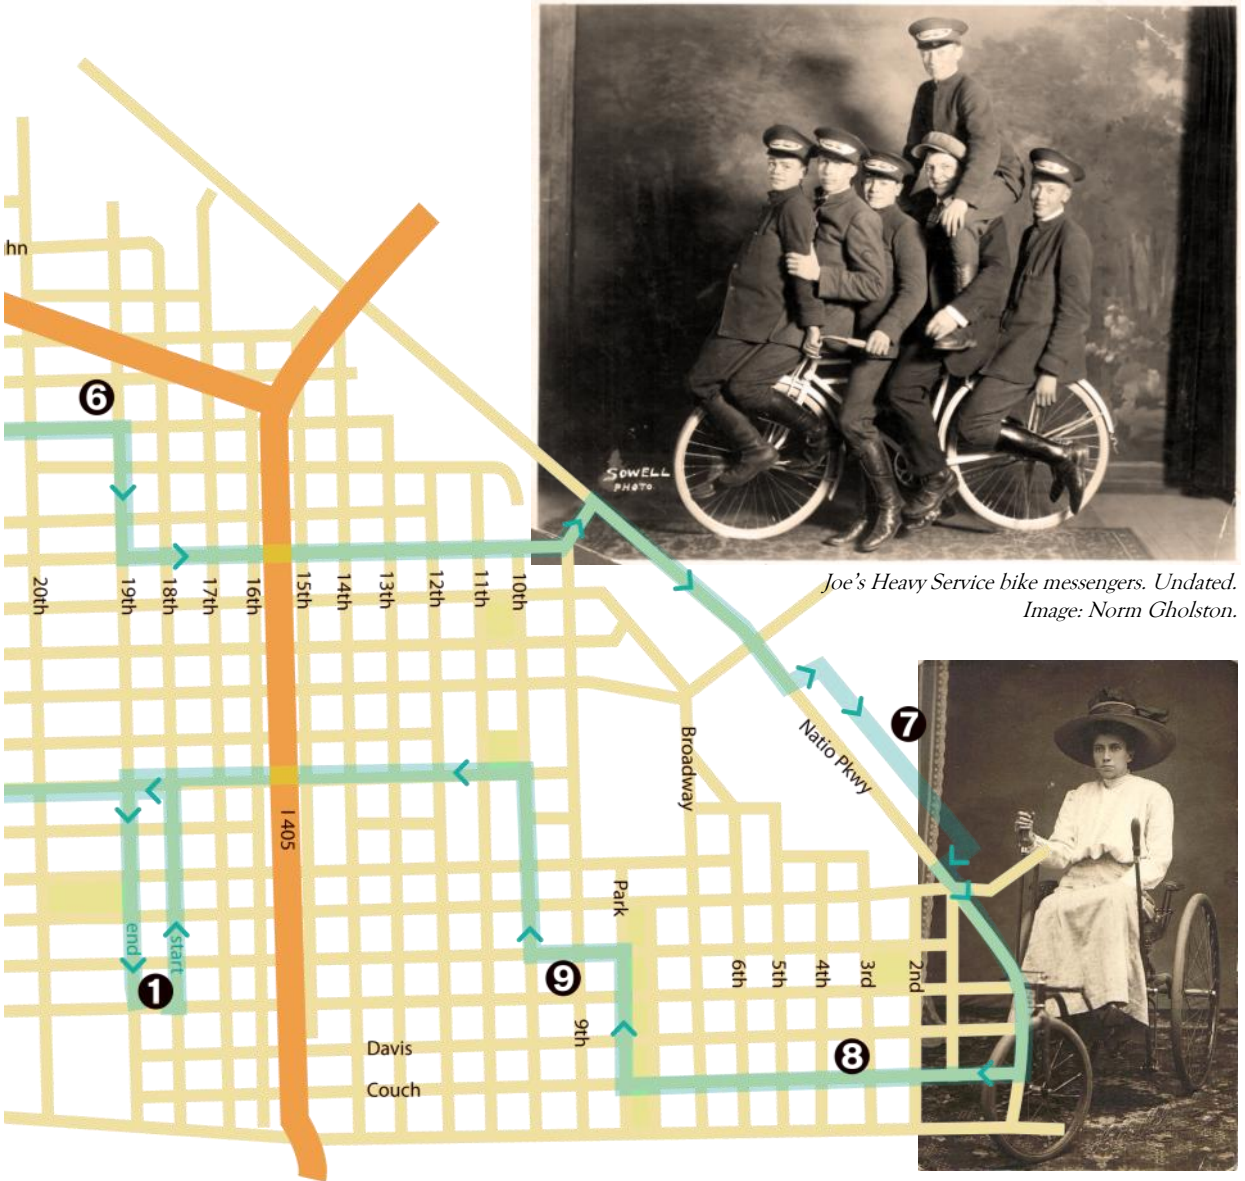 hn
6
SOWELL
PHOTO
20th
19th
18th
17th
16th
15th
14th
13th
12th
11th
10th
Joe's Heavy Service bike messengers. Undated.
Image: Norm Gholston.
7
Natio Pkwy
Broadway
I 405
Park
end
start
1
9
6th
5th
4th
3rd
2nd
9th
8
Davis
Couch